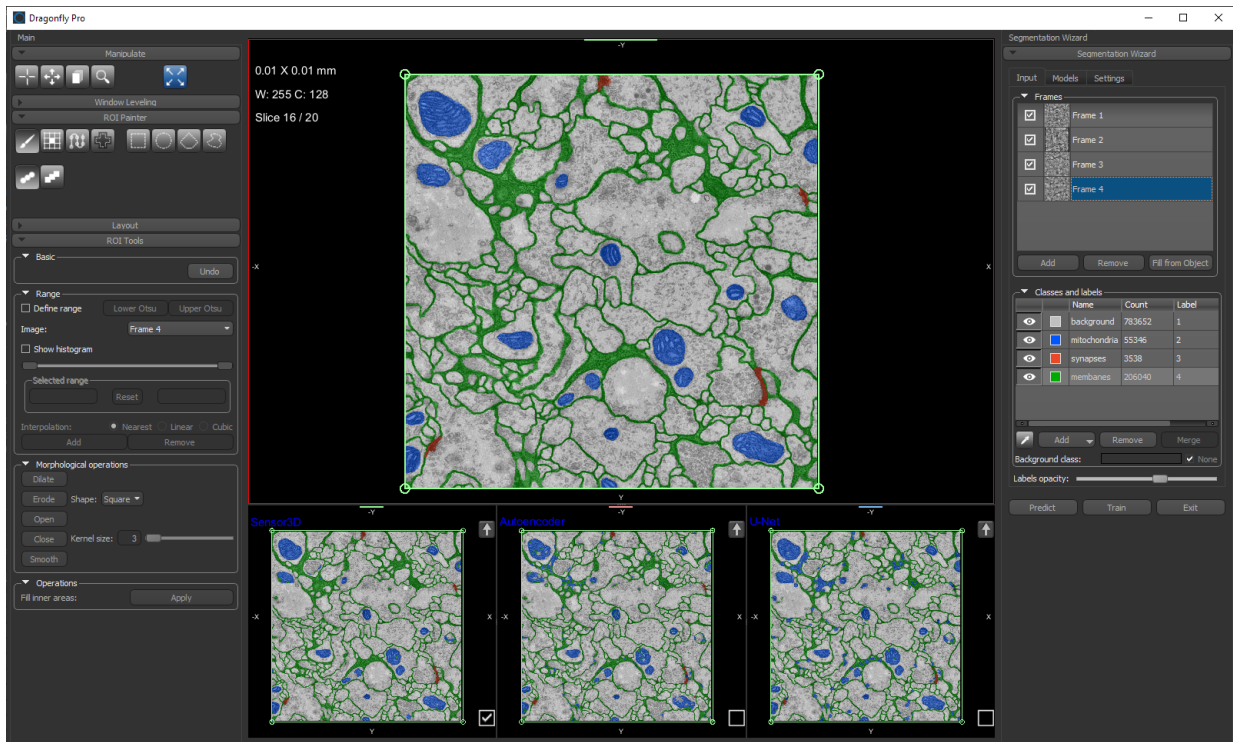 Dragonfly Pro
Main
Manipulate
Window Leveling
ROI Painter
Layout
ROI Tools
Basic
Undo
Range
Define range
Lower Otsu
Upper Otsu
Image:
Frame 4
Show histogram
Selected range
Reset
Interpolation:
Nearest
Linear
Cubic
Add
Remove
Morphological operations
Dilate
Erode
Shape:
Square
Open
Close
Kernel size:
3
Smooth
Operations
Fill inner areas:
Apply
-Y
0.01 X 0.01 mm
W: 255 C: 128
Slice 16 / 20
-X
X
Y
Sensor3D
-Y
-X
X
Y
Autoencoder
-Y
-X
X
Y
U-Net
-Y
-X
X
Y
Segmentation Wizard
Segmentation Wizard
Input
Models
Settings
Frames
Frame 1
Frame 2
Frame 3
Frame 4
Add
Remove
Fill from Object
Classes and labels
Name Count Label
background 783652 1
mitochondria 55346 2
synapses 3538 3
membanes 206040 4
Add
Remove
Merge
Background class:
None
Labels opacity:
Predict
Train
Exit